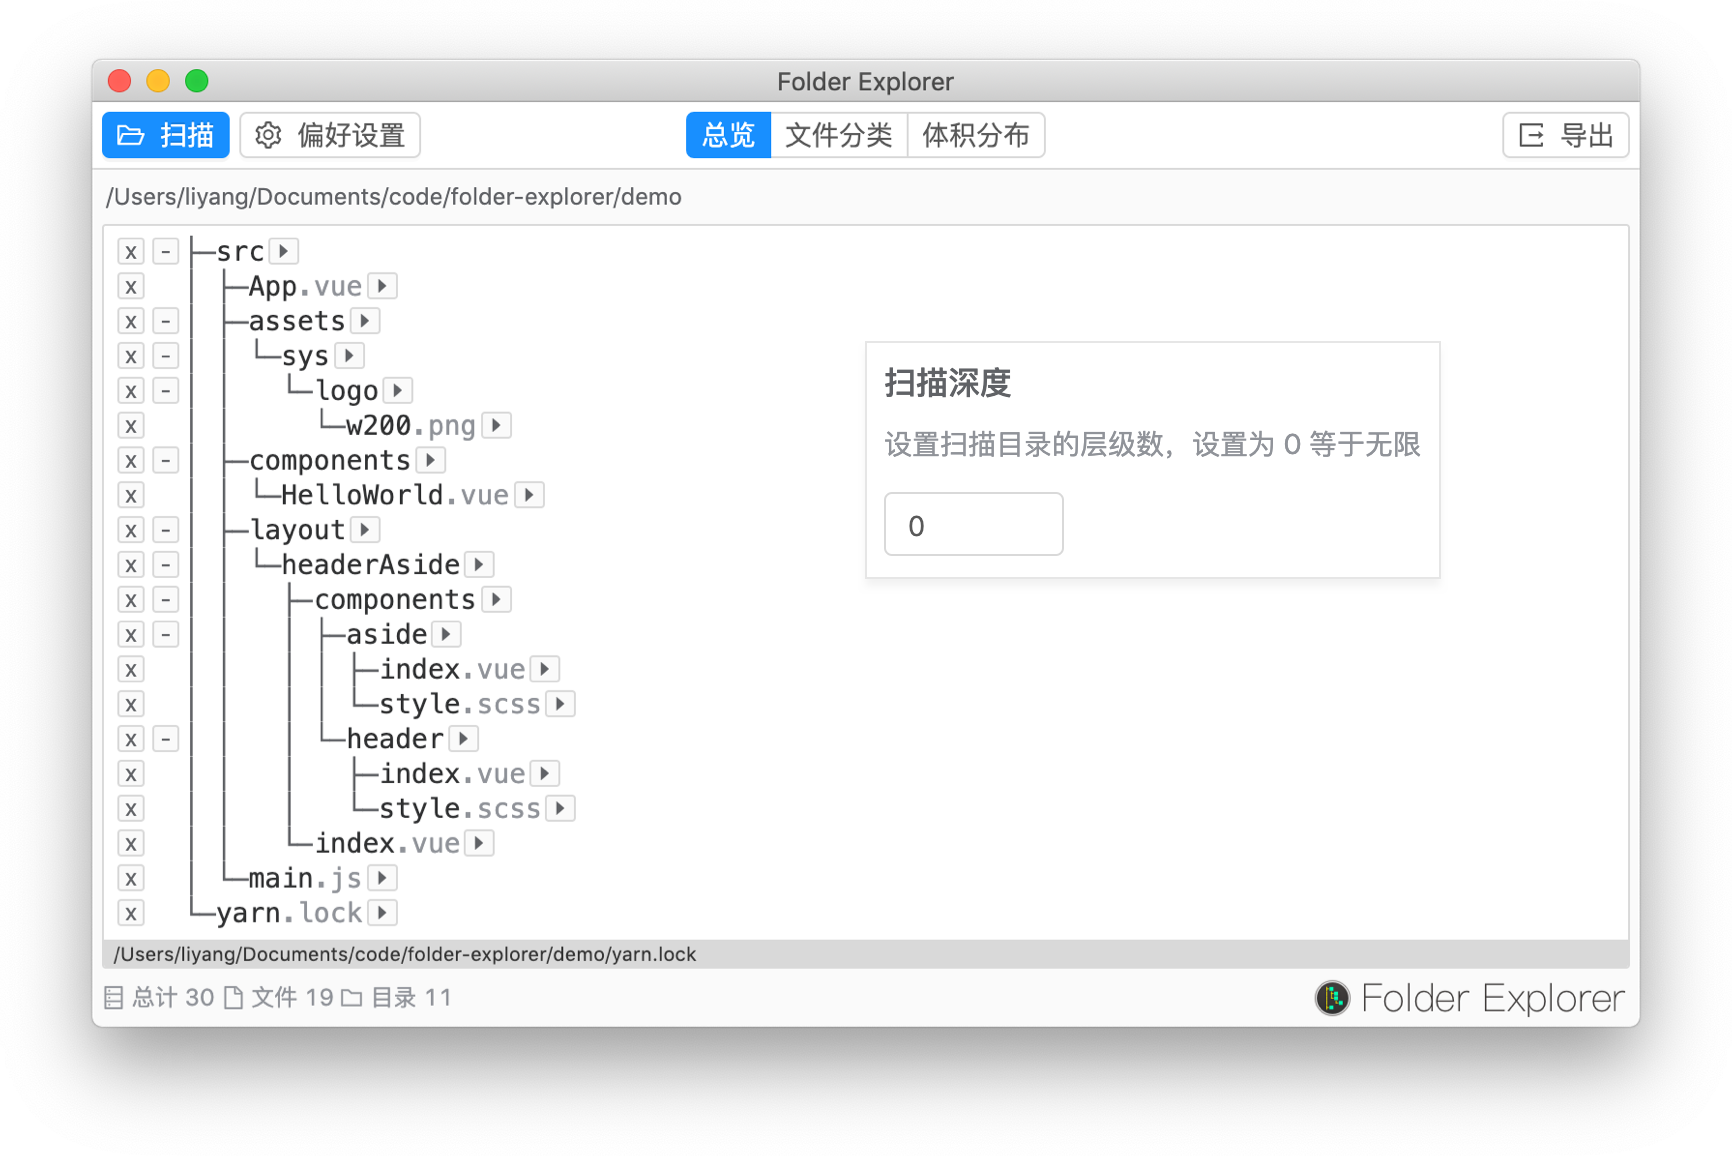 Folder Explorer
扫描 偏好设置 总览 文件分类 体积分布 导出
/Users/liyang/Documents/code/folder-explorer/demo
x - ├─src
x │ ├─App.vue
x - │ ├─assets
x - │ │ └─sys
x - │ │ └─logo
x │ │ └─w200.png
x - │ ├─components
x │ │ └─HelloWorld.vue
x - │ ├─layout
x - │ │ └─headerAside
x - │ │ ├─components
x - │ │ │ ├─aside
x │ │ │ │ ├─index.vue
x │ │ │ │ └─style.scss
x - │ │ │ └─header
x │ │ │ ├─index.vue
x │ │ │ └─style.scss
x │ │ └─index.vue
x │ └─main.js
x └─yarn.lock
扫描深度
设置扫描目录的层级数，设置为 0 等于无限
0
/Users/liyang/Documents/code/folder-explorer/demo/yarn.lock
总计 30 文件 19 目录 11
Folder Explorer